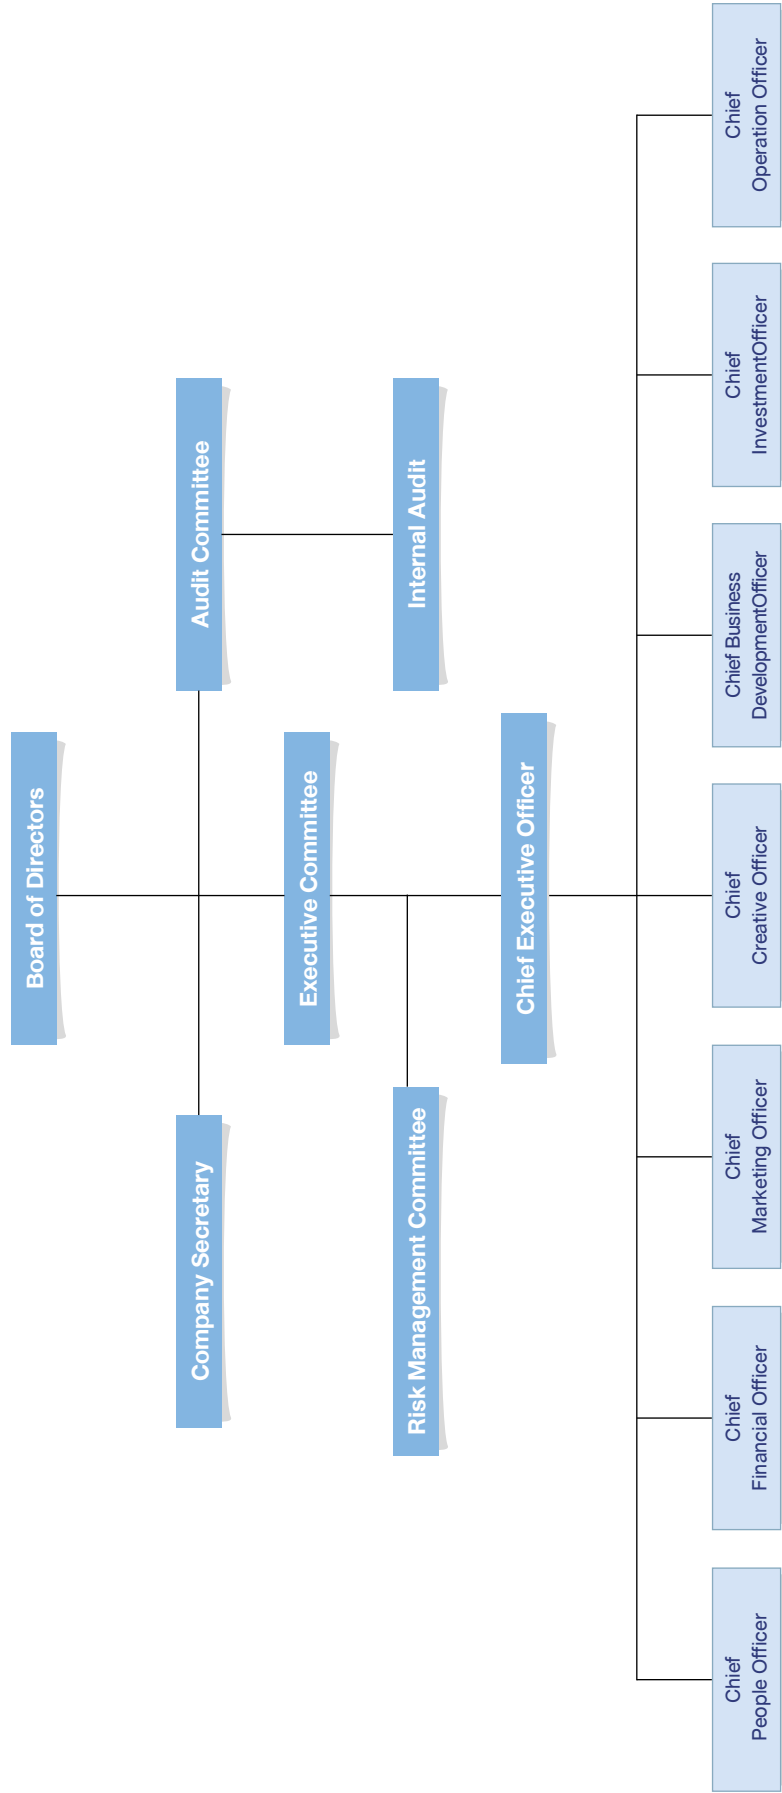 Board of Directors
Company Secretary
Audit Committee
Executive Committee
Risk Management Committee
Internal Audit
Chief Executive Officer
Chief
People Officer
Chief
Financial Officer
Chief
Marketing Officer
Chief
Creative Officer
Chief Business
DevelopmentOfficer
Chief
InvestmentOfficer
Chief
Operation Officer